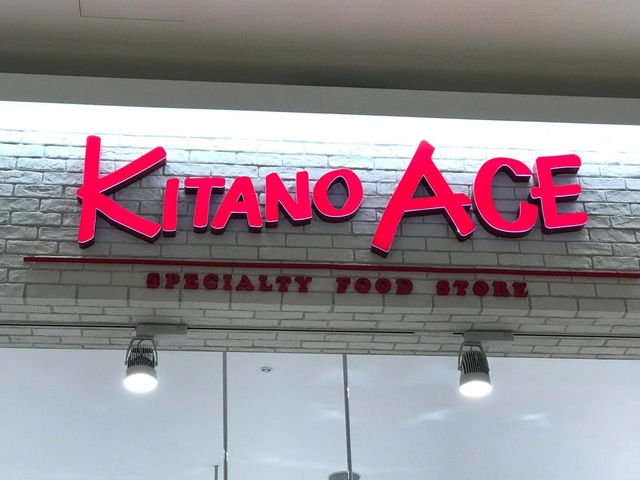 KITANO ACE
SPECIALTY FOOD STORE